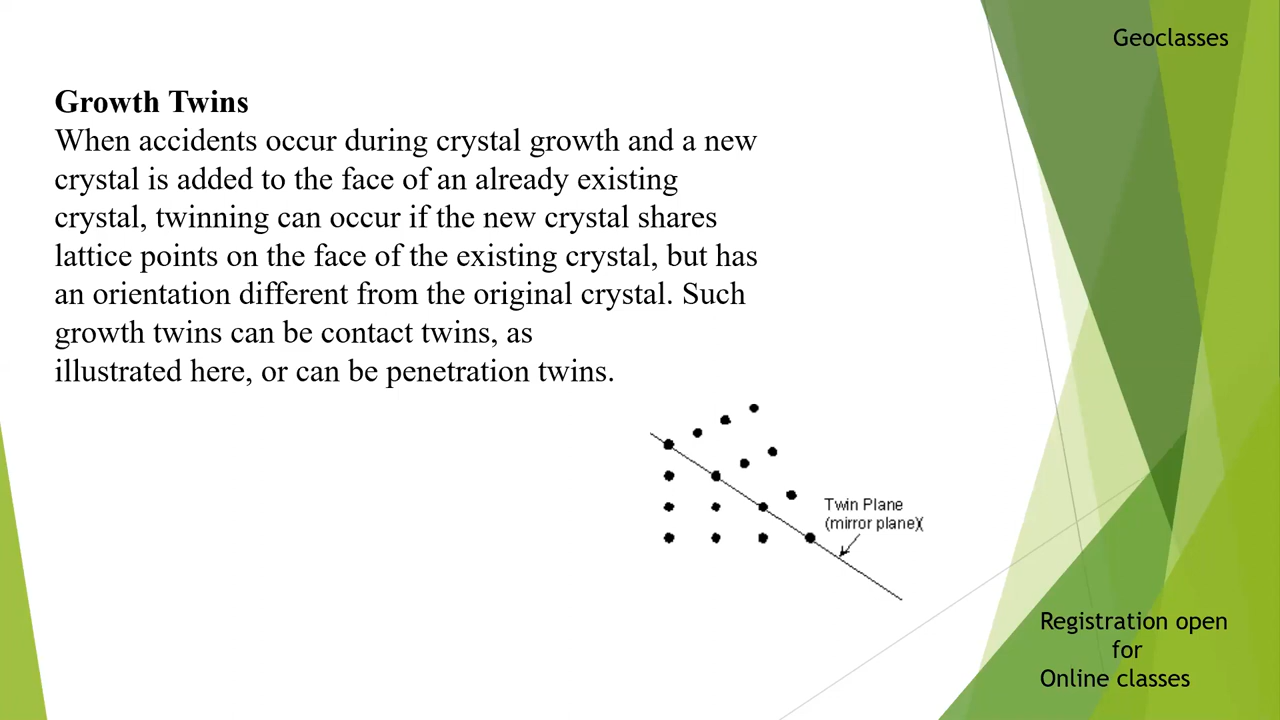 Geoclasses
Growth Twins
When accidents occur during crystal growth and a new
crystal is added to the face of an already existing
crystal, twinning can occur if the new crystal shares
lattice points on the face of the existing crystal, but has
an orientation different from the original crystal. Such
growth twins can be contact twins, as
illustrated here, or can be penetration twins.
Twin Plane
(mirror plane)(
Registration open
for
Online classes